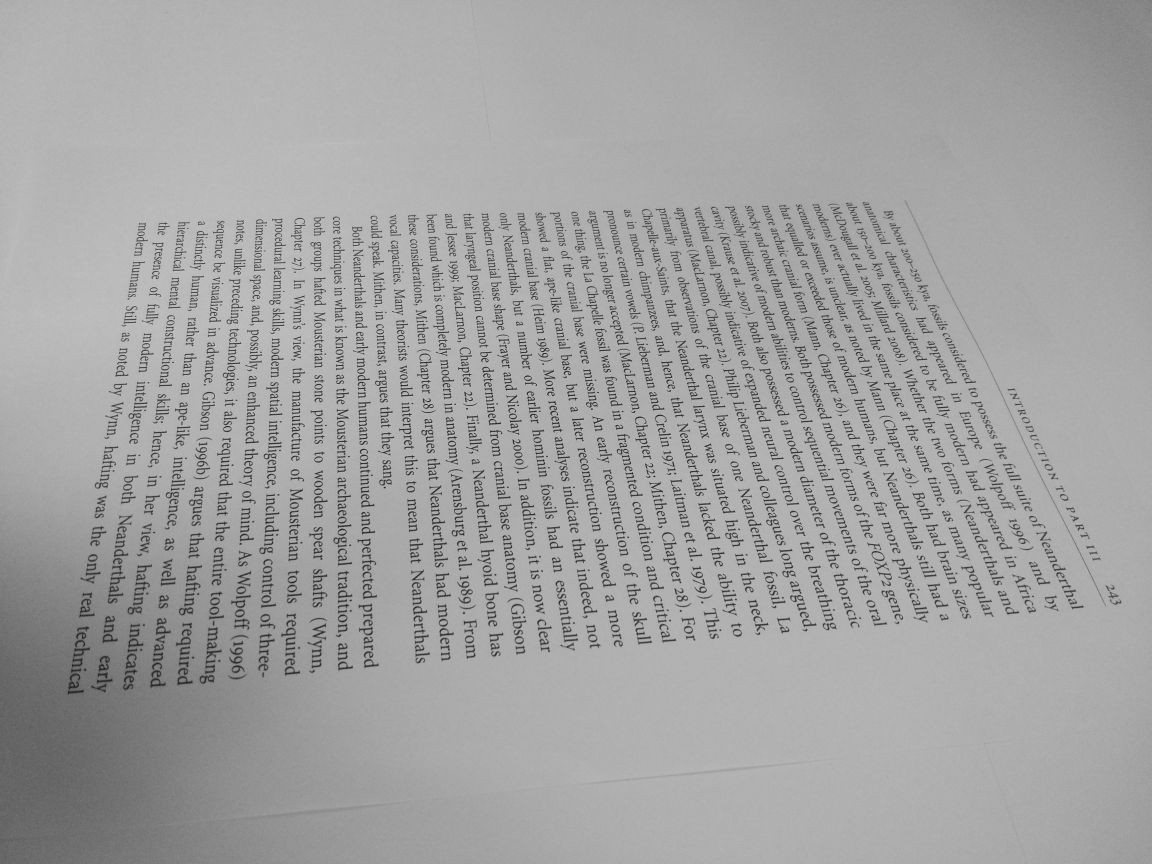 INTRODUCTION TO PART III 243
By about 200–250 kya, fossils considered to possess the full suite of Neanderthal
anatomical characteristics had appeared in Europe (Wolpoff 1996) and by
about 150–200 kya, fossils considered to be fully modern had appeared in Africa
(McDougall et al. 2005; Millard 2008). Whether the two forms (Neanderthals and
moderns) ever actually lived in the same place at the same time, as many popular
scenarios assume, is unclear, as noted by Mann (Chapter 26). Both had brain sizes
that equalled or exceeded those of modern humans, but Neanderthals still had a
more archaic cranial form (Mann, Chapter 26), and they were far more physically
stocky and robust than moderns. Both possessed modern forms of the FOXP2 gene,
possibly indicative of modern abilities to control sequential movements of the oral
cavity (Krause et al. 2007). Both also possessed a modern diameter of the thoracic
vertebral canal, possibly indicative of expanded neural control over the breathing
apparatus (MacLarnon, Chapter 22). Philip Lieberman and colleagues long argued,
primarily from observations of the cranial base of one Neanderthal fossil, La
Chapelle-aux-Saints, that the Neanderthal larynx was situated high in the neck,
as in modern chimpanzees, and, hence, that Neanderthals lacked the ability to
pronounce certain vowels (P. Lieberman and Crelin 1971; Laitman et al. 1979). This
argument is no longer accepted (MacLarnon, Chapter 22; Mithen, Chapter 28). For
one thing, the La Chapelle fossil was found in a fragmented condition and critical
portions of the cranial base were missing. An early reconstruction of the skull
showed a flat, ape-like cranial base, but a later reconstruction showed a more
modern cranial base (Heim 1989). More recent analyses indicate that indeed, not
only Neanderthals, but a number of earlier hominin fossils had an essentially
modern cranial base shape (Frayer and Nicolay 2000). In addition, it is now clear
that laryngeal position cannot be determined from cranial base anatomy (Gibson
and Jessee 1999; MacLarnon, Chapter 22). Finally, a Neanderthal hyoid bone has
been found which is completely modern in anatomy (Arensburg et al. 1989). From
these considerations, Mithen (Chapter 28) argues that Neanderthals had modern
vocal capacities. Many theorists would interpret this to mean that Neanderthals
could speak. Mithen, in contrast, argues that they sang.
Both Neanderthals and early modern humans continued and perfected prepared
core techniques in what is known as the Mousterian archaeological tradition, and
both groups hafted Mousterian stone points to wooden spear shafts (Wynn,
Chapter 27). In Wynn's view, the manufacture of Mousterian tools required
procedural learning skills, modern spatial intelligence, including control of three-
dimensional space, and, possibly, an enhanced theory of mind. As Wolpoff (1996)
notes, unlike preceding technologies, it also required that the entire tool-making
sequence be visualized in advance. Gibson (1996b) argues that hafting required
a distinctly human, rather than an ape-like, intelligence, as well as advanced
hierarchical mental constructional skills; hence, in her view, hafting indicates
the presence of fully modern intelligence in both Neanderthals and early
modern humans. Still, as noted by Wynn, hafting was the only real technical